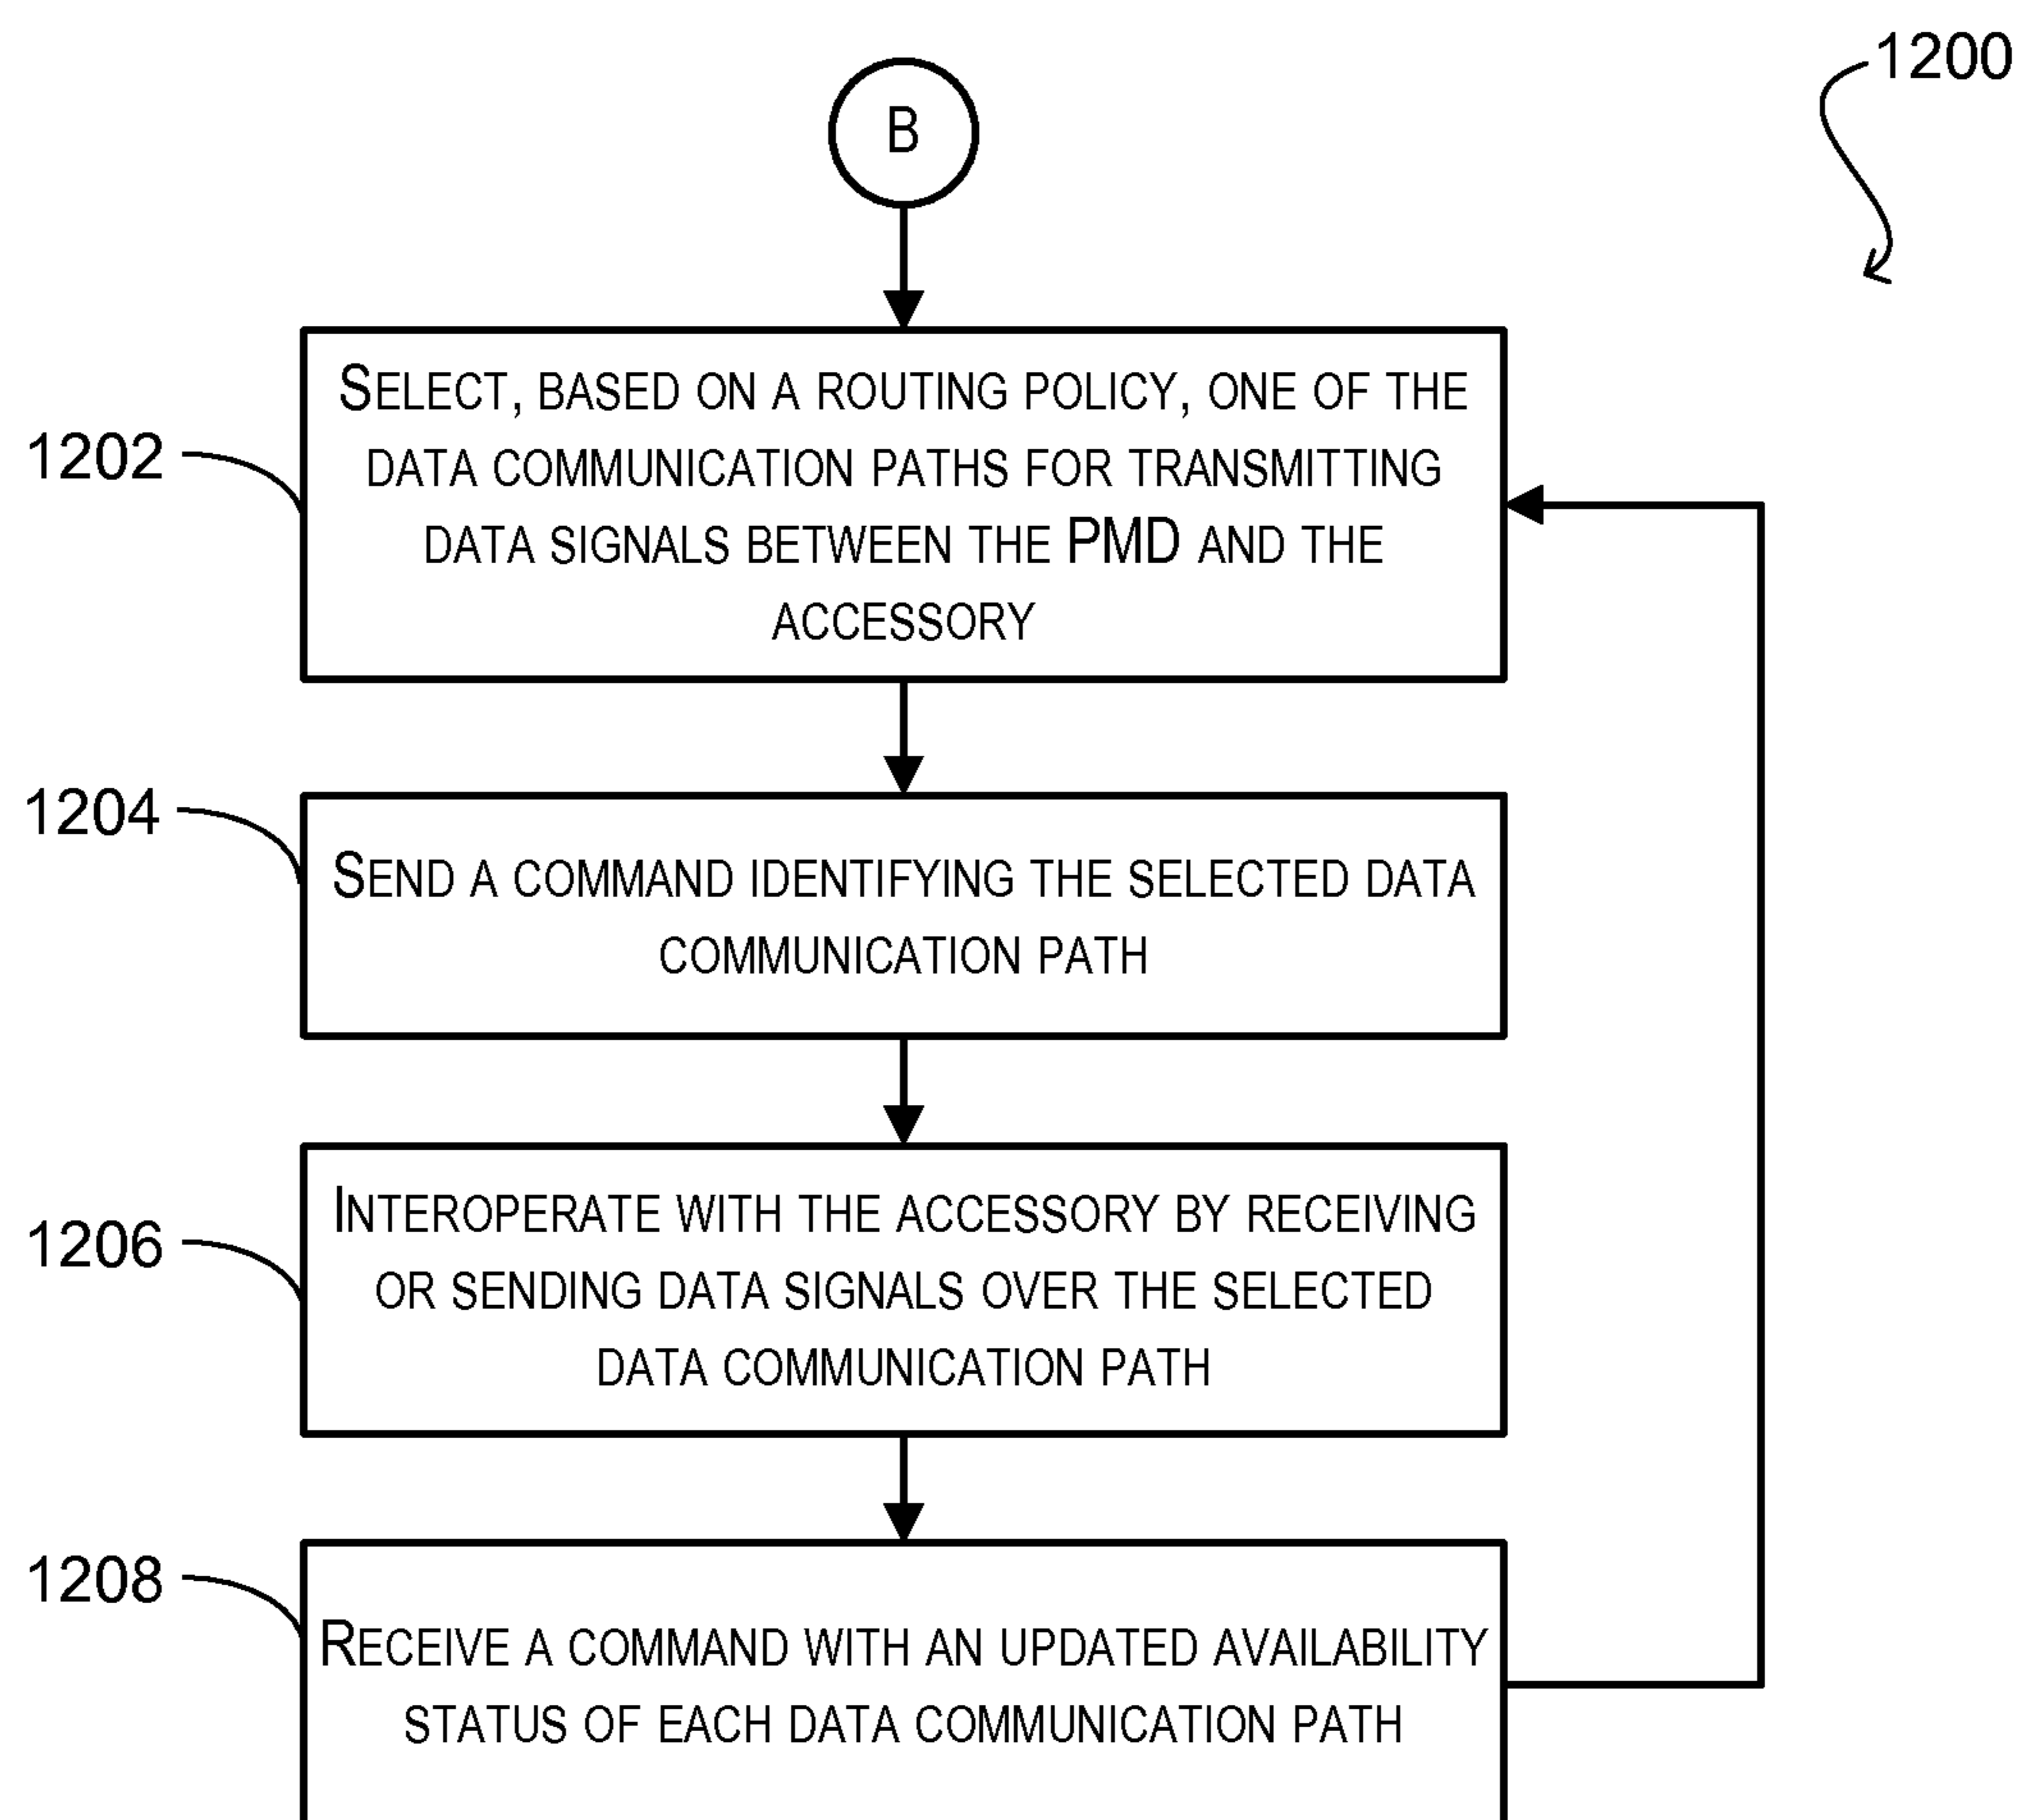 1200
B
1202
SELECT, BASED ON A ROUTING POLICY, ONE OF THE
DATA COMMUNICATION PATHS FOR TRANSMITTING
DATA SIGNALS BETWEEN THE PMD AND THE
ACCESSORY
1204
SEND A COMMAND IDENTIFYING THE SELECTED DATA
COMMUNICATION PATH
1206
INTEROPERATE WITH THE ACCESSORY BY RECEIVING
OR SENDING DATA SIGNALS OVER THE SELECTED
DATA COMMUNICATION PATH
1208
RECEIVE A COMMAND WITH AN UPDATED AVAILABILITY
STATUS OF EACH DATA COMMUNICATION PATH